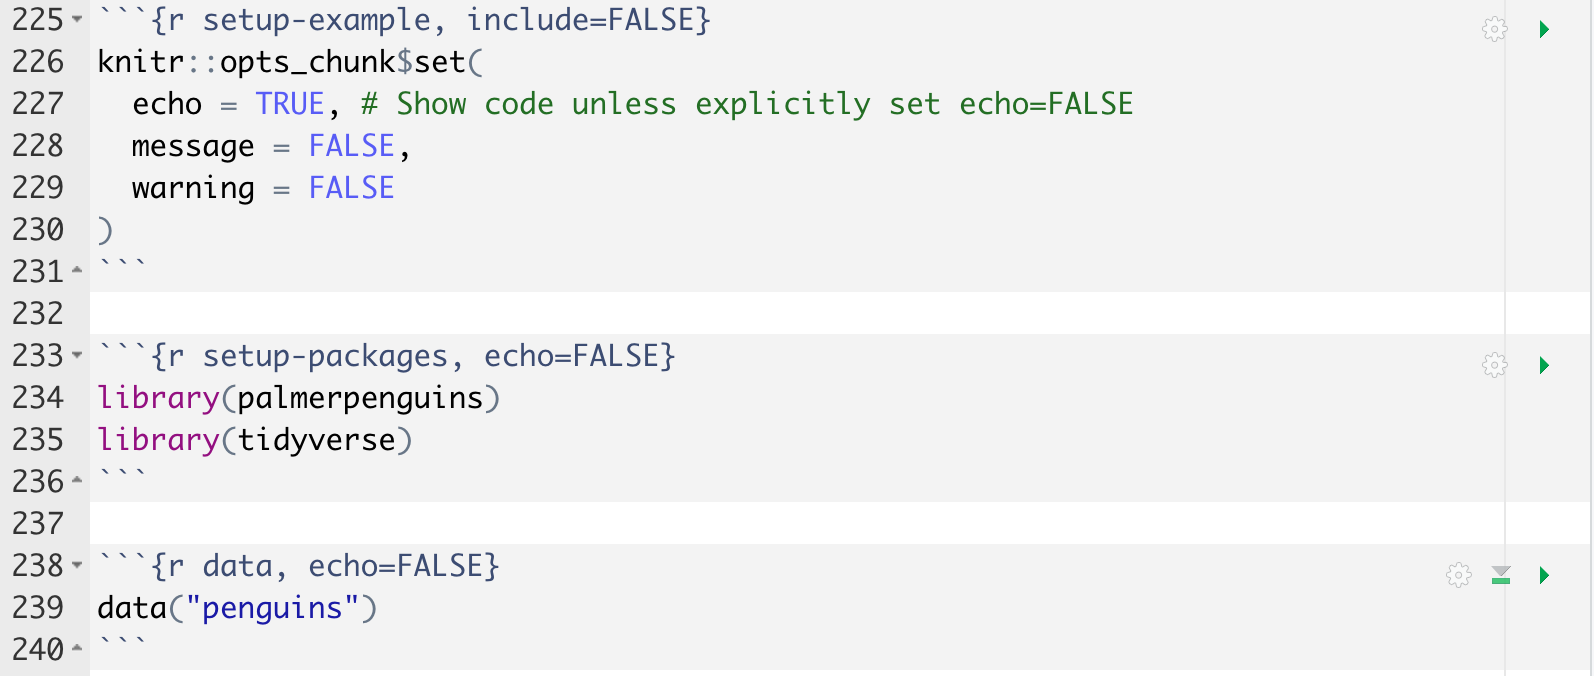 225 ```{r setup-example, include=FALSE}
226 knitr::opts_chunk$set(
227   echo = TRUE, # Show code unless explicitly set echo=FALSE
228   message = FALSE,
229   warning = FALSE
230 )
231 ```
232
233 ```{r setup-packages, echo=FALSE}
234 library(palmerpenguins)
235 library(tidyverse)
236 ```
237
238 ```{r data, echo=FALSE}
239 data("penguins")
240 ```